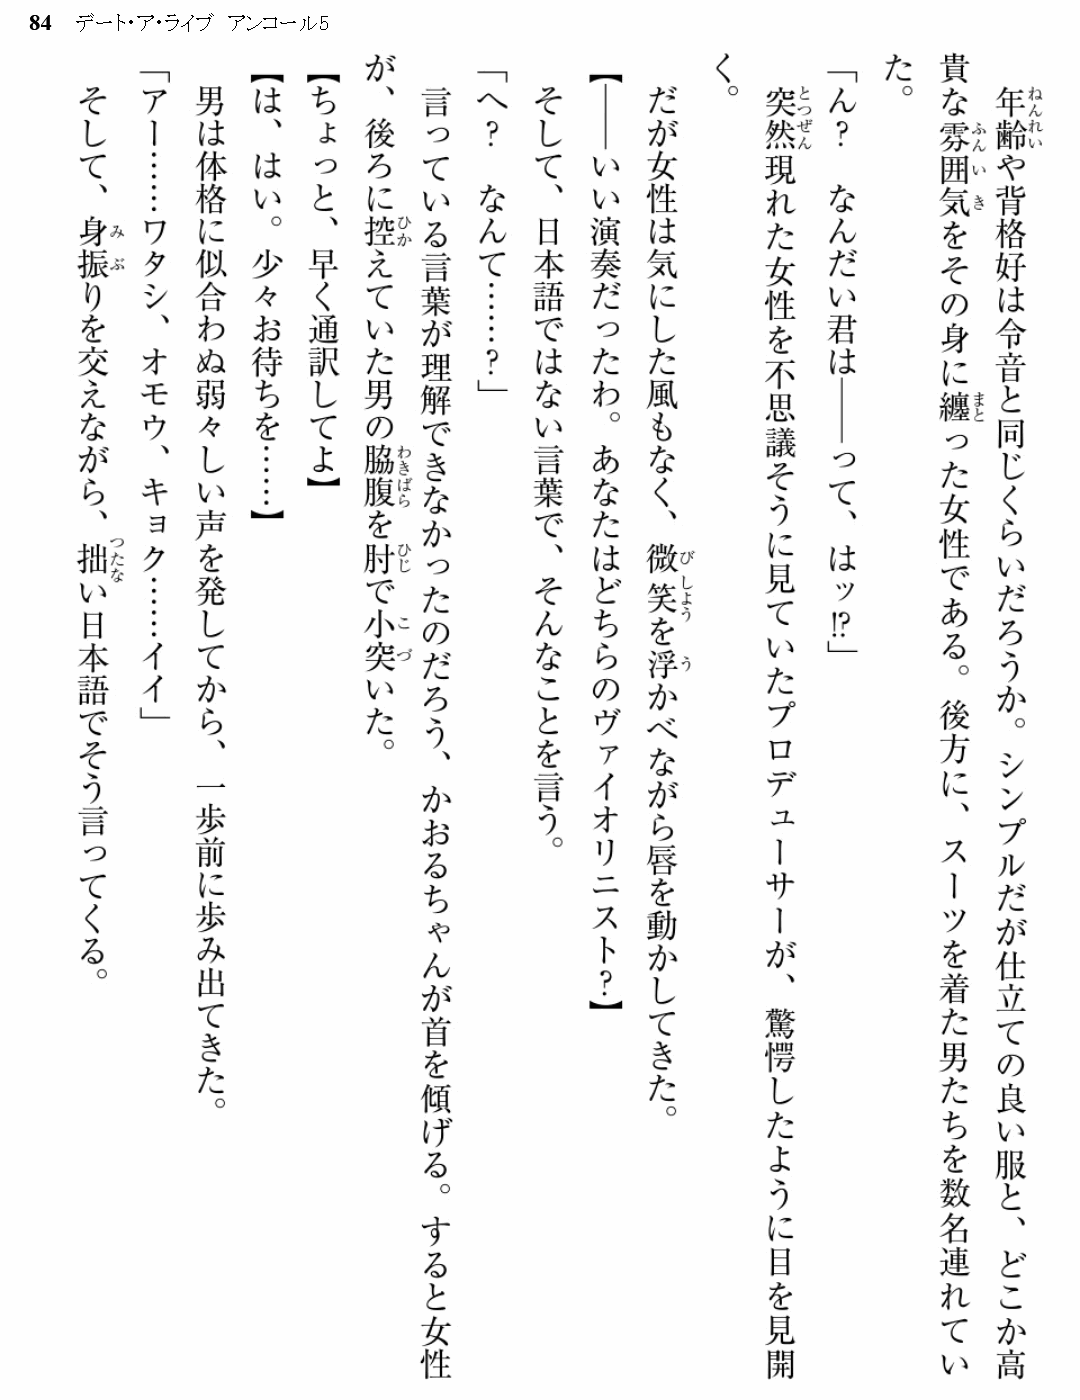 84 デート・ア・ライブ アンコール5
年齢や背格好は令音と同じくらいだろうか。シンプルだが仕立ての良い服と、どこか高
貴な雰囲気をその身に纏った女性である。後方に、スーツを着た男たちを数名連れてい
た。
「ん? なんだい君は――って、はッ!?」
突然現れた女性を不思議そうに見ていたプロデューサーが、驚愕したように目を見開
く。
だが女性は気にした風もなく、微笑を浮かべながら唇を動かしてきた。
【――いい演奏だったわ。あなたはどちらのヴァイオリニスト?】
そして、日本語ではない言葉で、そんなことを言う。
「へ? なんて……?」
言っている言葉が理解できなかったのだろう、かおるちゃんが首を傾げる。すると女性
が、後ろに控えていた男の脇腹を肘で小突いた。
【ちょっと、早く通訳してよ】
【は、はい。少々お待ちを……】
男は体格に似合わぬ弱々しい声を発してから、一歩前に歩み出てきた。
「アー……ワタシ、オモウ、キョク……イイ」
そして、身振りを交えながら、拙い日本語でそう言ってくる。